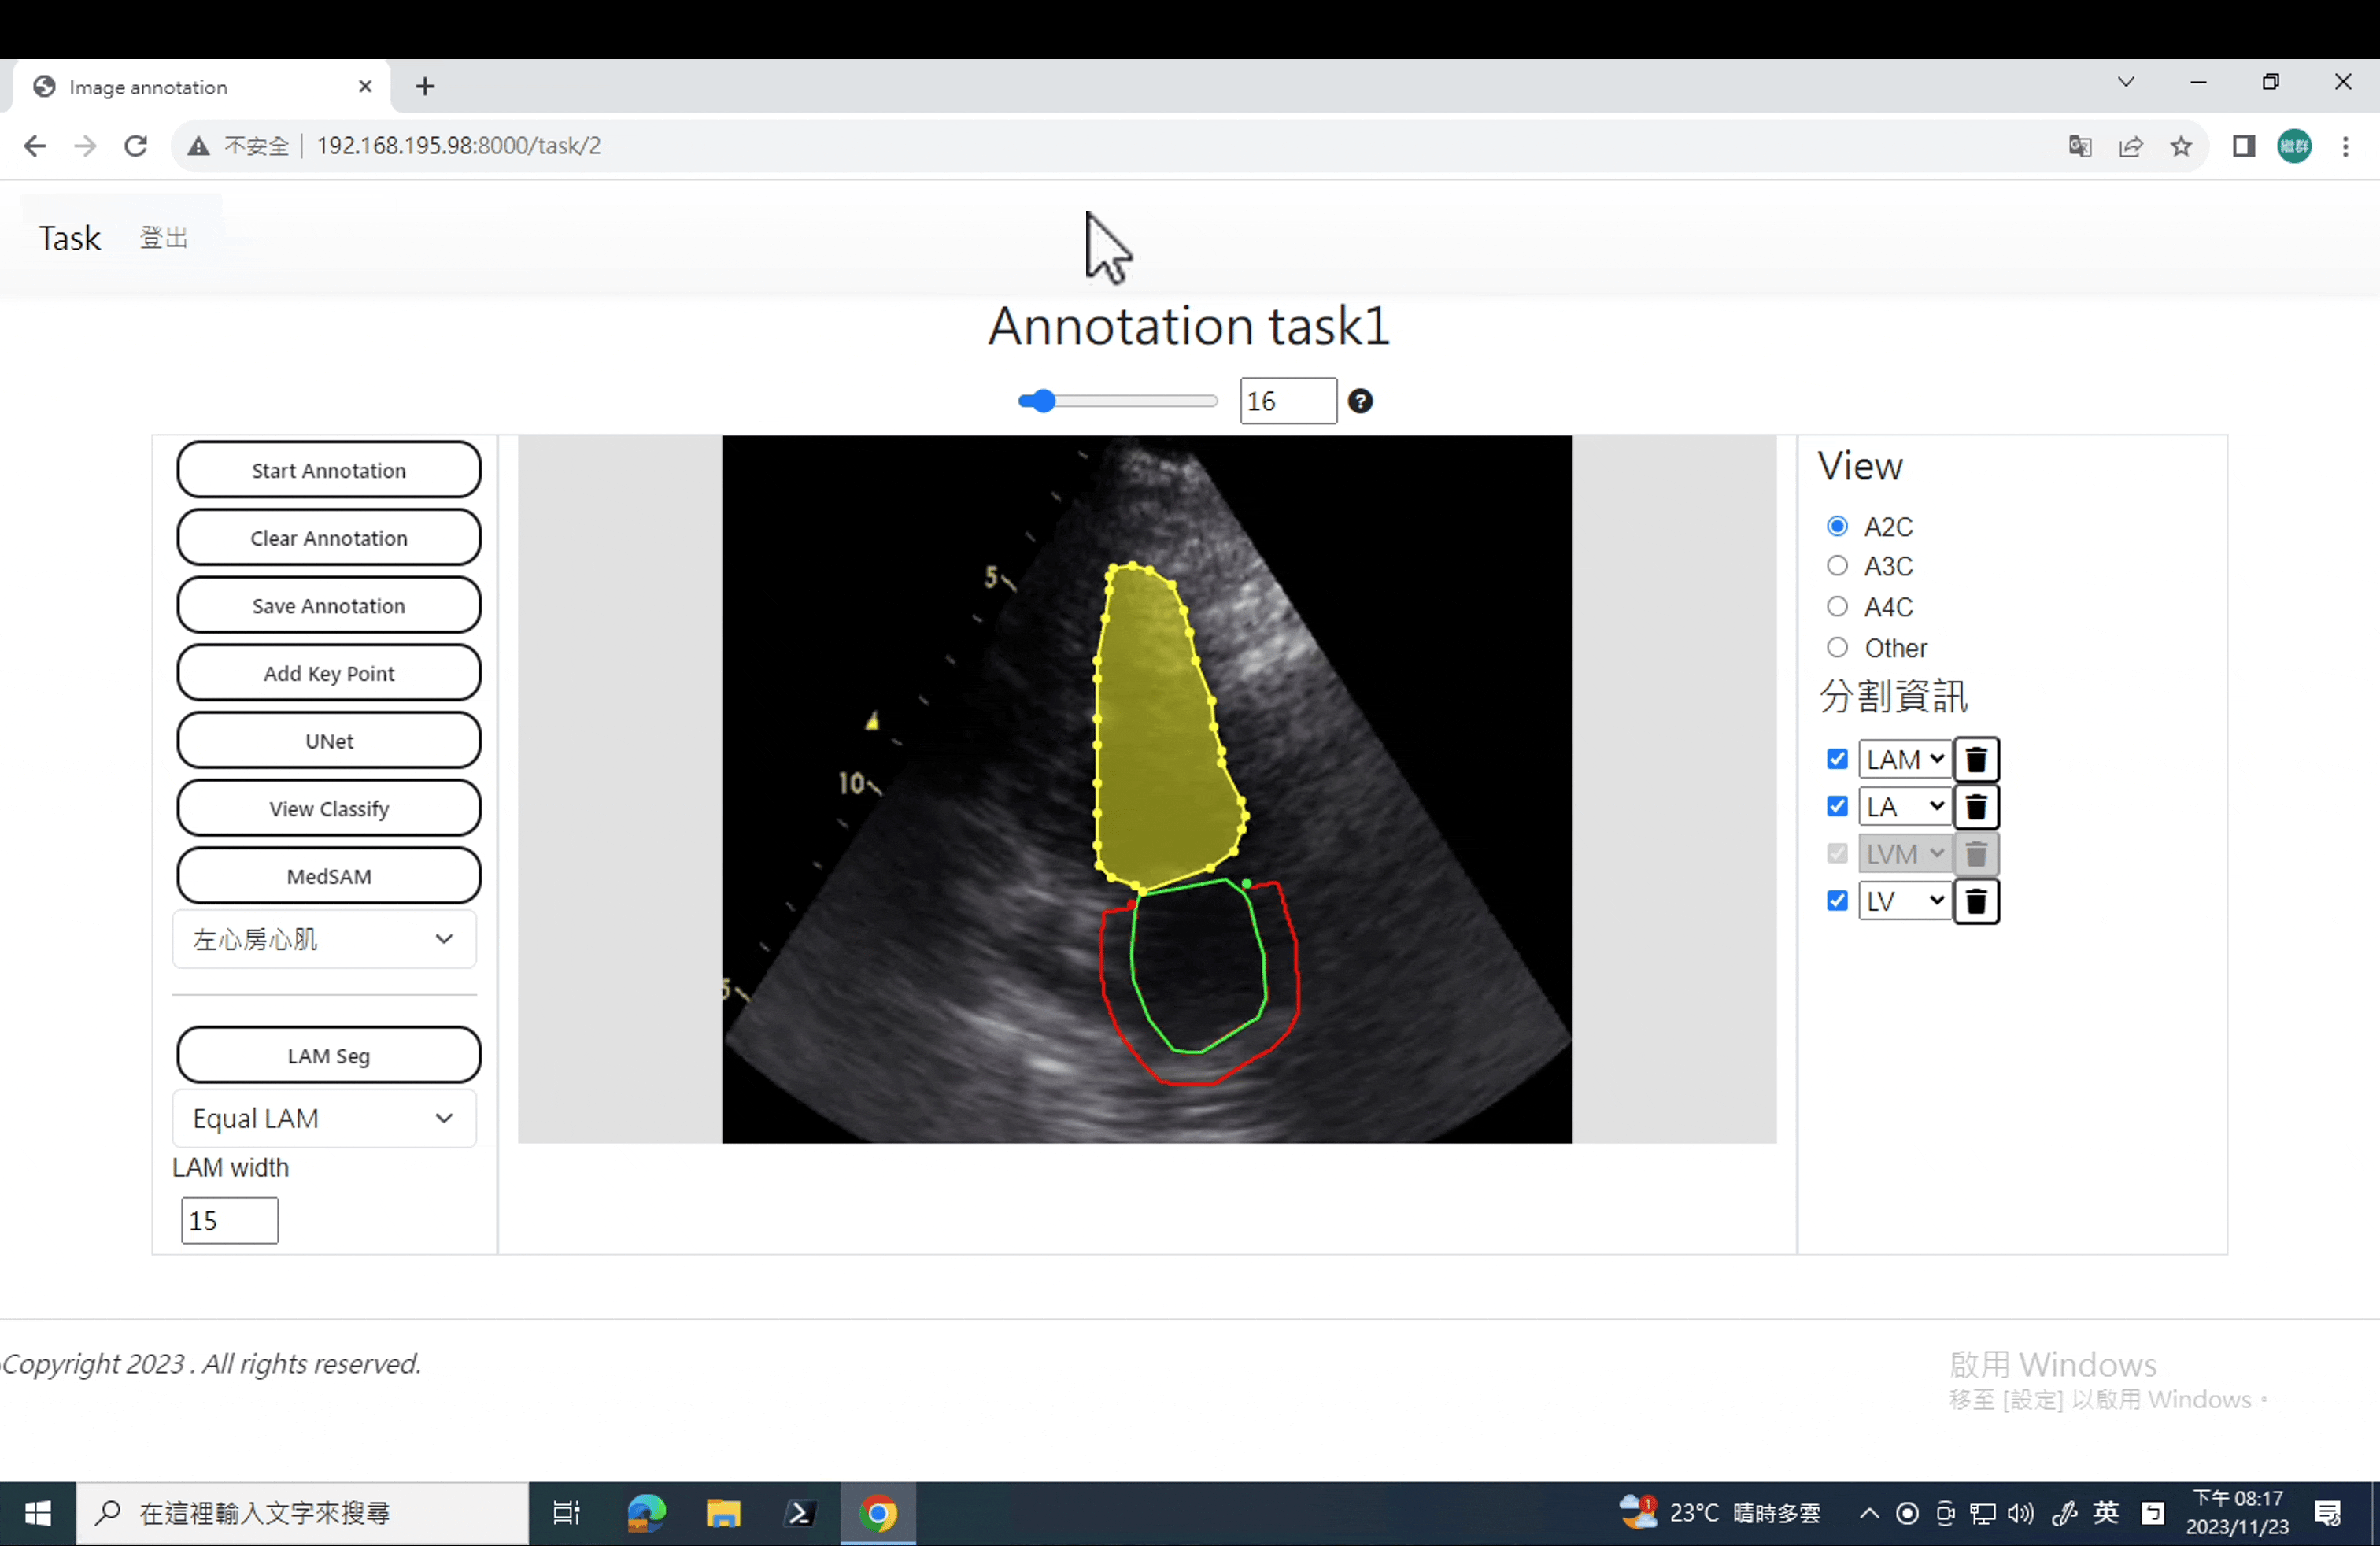 Image annotation
不安全 192.168.195.98:8000/task/2
繼群
Task 登出
Annotation task1
16 ?
Start Annotation
Clear Annotation
Save Annotation
Add Key Point
UNet
View Classify
MedSAM
左心房心肌
LAM Seg
Equal LAM
LAM width
15
5
10
5
View
A2C
A3C
A4C
Other
分割資訊
LAM
LA
LVM
LV
Copyright 2023 . All rights reserved.
啟用 Windows
移至 [設定] 以啟用 Windows。
在這裡輸入文字來搜尋
1 23°C 晴時多雲
英
下午 08:17
2023/11/23